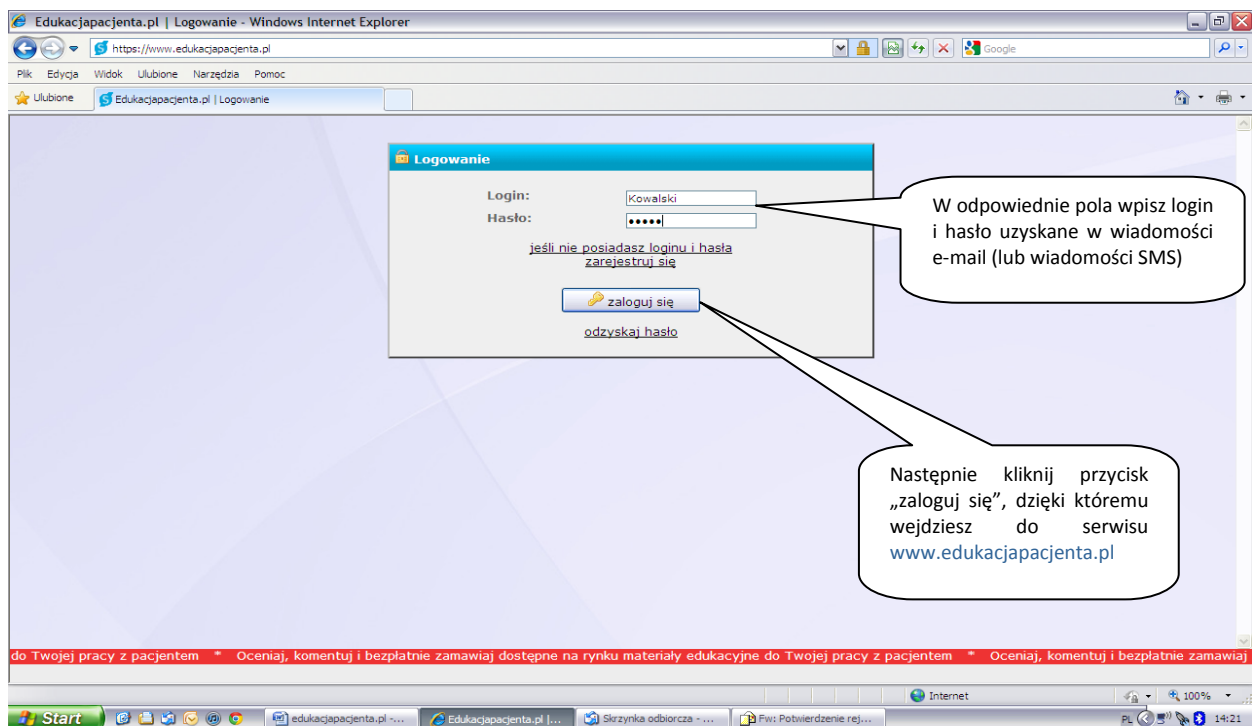 Edukacjapacjenta.pl | Logowanie - Windows Internet Explorer
https://www.edukacjapacjenta.pl
Google
Plik Edycja Widok Ulubione Narzędzia Pomoc
Ulubione
Edukacjapacjenta.pl | Logowanie
Logowanie
Login:
Kowalski
Hasło:
•••••
jeśli nie posiadasz loginu i hasła
zarejestruj się
zaloguj się
odzyskaj hasło
W odpowiednie pola wpisz login
i hasło uzyskane w wiadomości
e-mail (lub wiadomości SMS)
Następnie kliknij przycisk
„zaloguj się”, dzięki któremu
wejdziesz do serwisu
www.edukacjapacjenta.pl
do Twojej pracy z pacjentem * Oceniaj, komentuj i bezpłatnie zamawiaj dostępne na rynku materiały edukacyjne do Twojej pracy z pacjentem * Oceniaj, komentuj i bezpłatnie zamawiaj
Internet
100%
Start
edukacjapacjenta.pl -...
Edukacjapacjenta.pl |...
Skrzynka odbiorcza - ...
Fw: Potwierdzenie rej...
PL
14:21